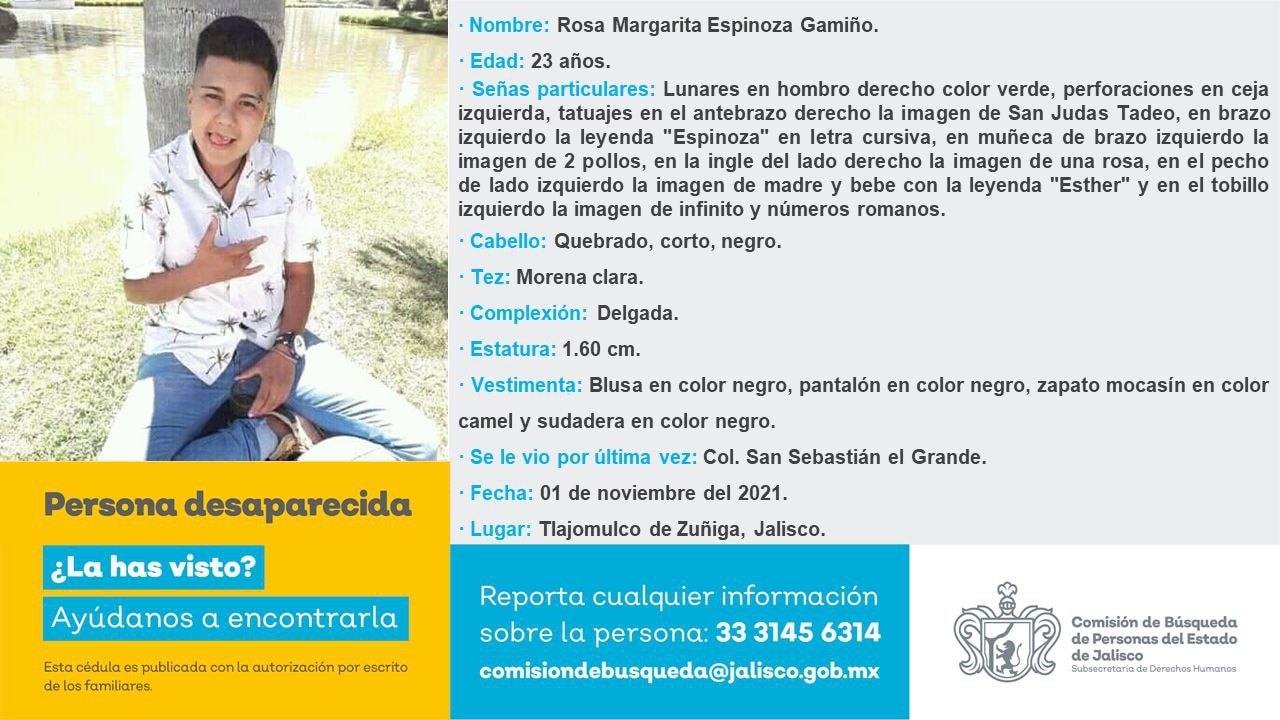 · Nombre: Rosa Margarita Espinoza Gamiño.
· Edad: 23 años.
· Señas particulares: Lunares en hombro derecho color verde, perforaciones en ceja
izquierda, tatuajes en el antebrazo derecho la imagen de San Judas Tadeo, en brazo
izquierdo la leyenda "Espinoza" en letra cursiva, en muñeca de brazo izquierdo la
imagen de 2 pollos, en la ingle del lado derecho la imagen de una rosa, en el pecho
de lado izquierdo la imagen de madre y bebe con la leyenda "Esther" y en el tobillo
izquierdo la imagen de infinito y números romanos.
· Cabello: Quebrado, corto, negro.
· Tez: Morena clara.
· Complexión: Delgada.
· Estatura: 1.60 cm.
· Vestimenta: Blusa en color negro, pantalón en color negro, zapato mocasín en color
camel y sudadera en color negro.
· Se le vio por última vez: Col. San Sebastián el Grande.
· Fecha: 01 de noviembre del 2021.
· Lugar: Tlajomulco de Zuñiga, Jalisco.
Persona desaparecida
¿La has visto?
Ayúdanos a encontrarla
Esta cédula es publicada con la autorización por escrito
de los familiares.
Reporta cualquier información
sobre la persona: 33 3145 6314
comisiondebusqueda@jalisco.gob.mx
Comisión de Búsqueda
de Personas del Estado
de Jalisco
Subsecretaría de Derechos Humanos